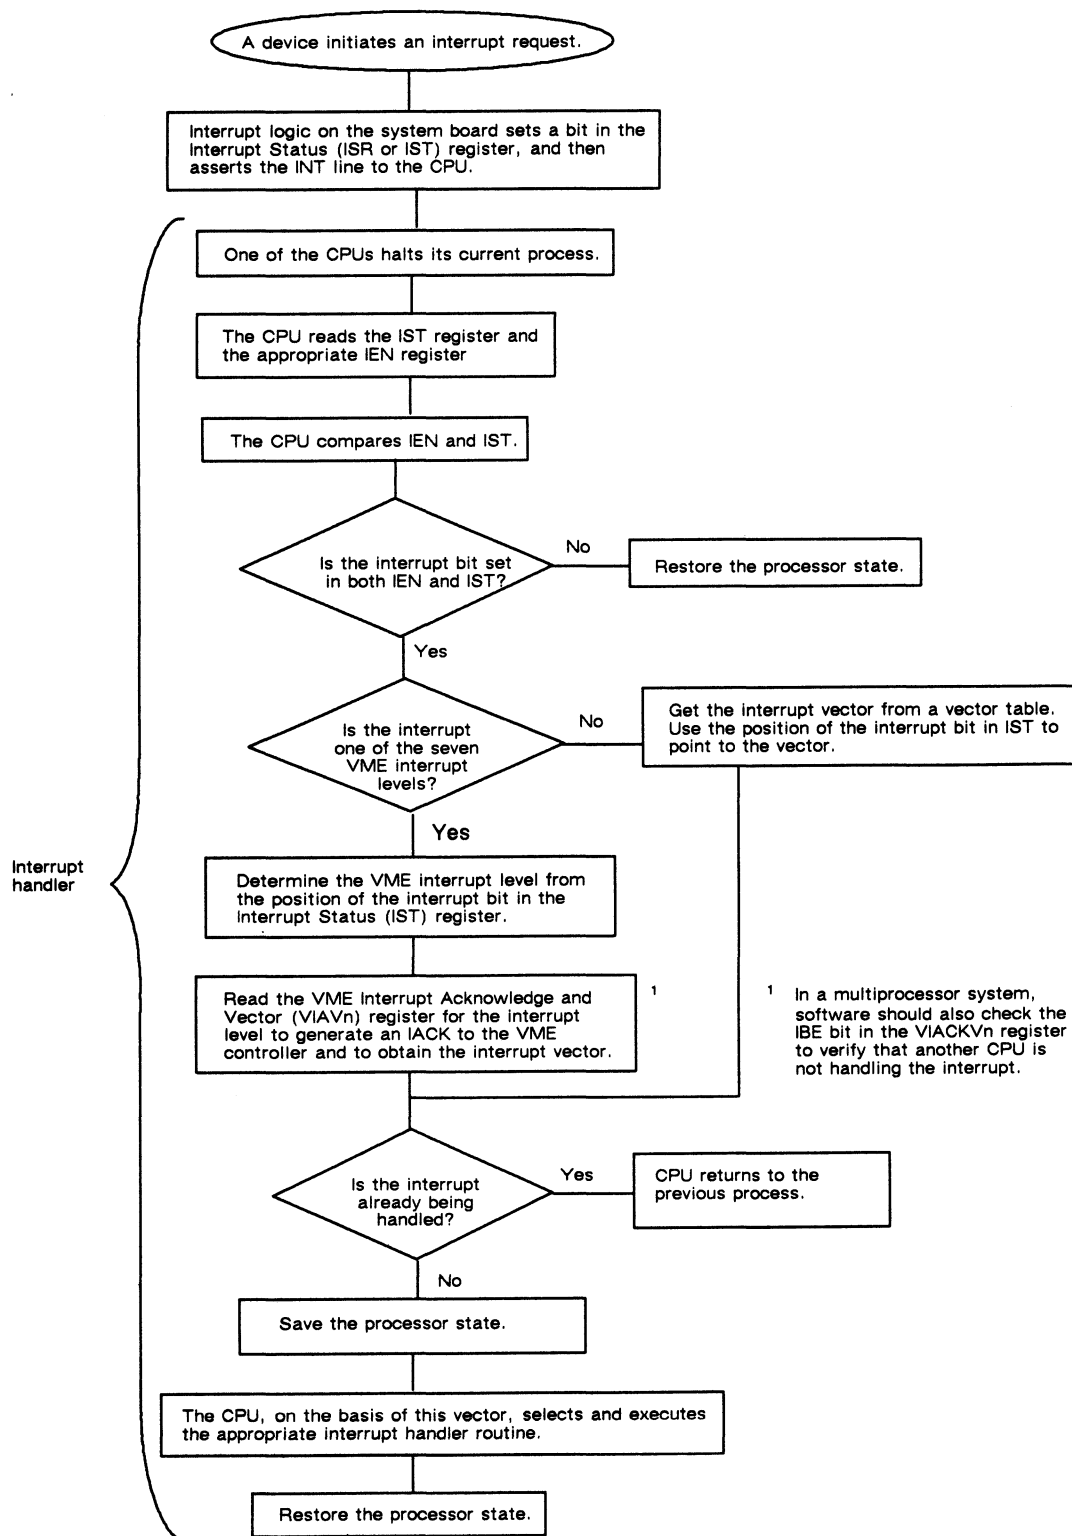 A device initiates an interrupt request.
Interrupt logic on the system board sets a bit in the
Interrupt Status (ISR or IST) register, and then
asserts the INT line to the CPU.
One of the CPUs halts its current process.
The CPU reads the IST register and
the appropriate IEN register
The CPU compares IEN and IST.
Is the interrupt bit set
in both IEN and IST?
No
Restore the processor state.
Yes
Is the interrupt
one of the seven
VME interrupt
levels?
No
Get the interrupt vector from a vector table.
Use the position of the interrupt bit in IST to
point to the vector.
Yes
Interrupt
handler
Determine the VME interrupt level from
the position of the interrupt bit in the
Interrupt Status (IST) register.
Read the VME Interrupt Acknowledge and
Vector (VIAVn) register for the interrupt
level to generate an IACK to the VME
controller and to obtain the interrupt vector.
1
1 In a multiprocessor system,
software should also check the
IBE bit in the VIACKVn register
to verify that another CPU is
not handling the interrupt.
Is the interrupt
already being
handled?
Yes
CPU returns to the
previous process.
No
Save the processor state.
The CPU, on the basis of this vector, selects and executes
the appropriate interrupt handler routine.
Restore the processor state.